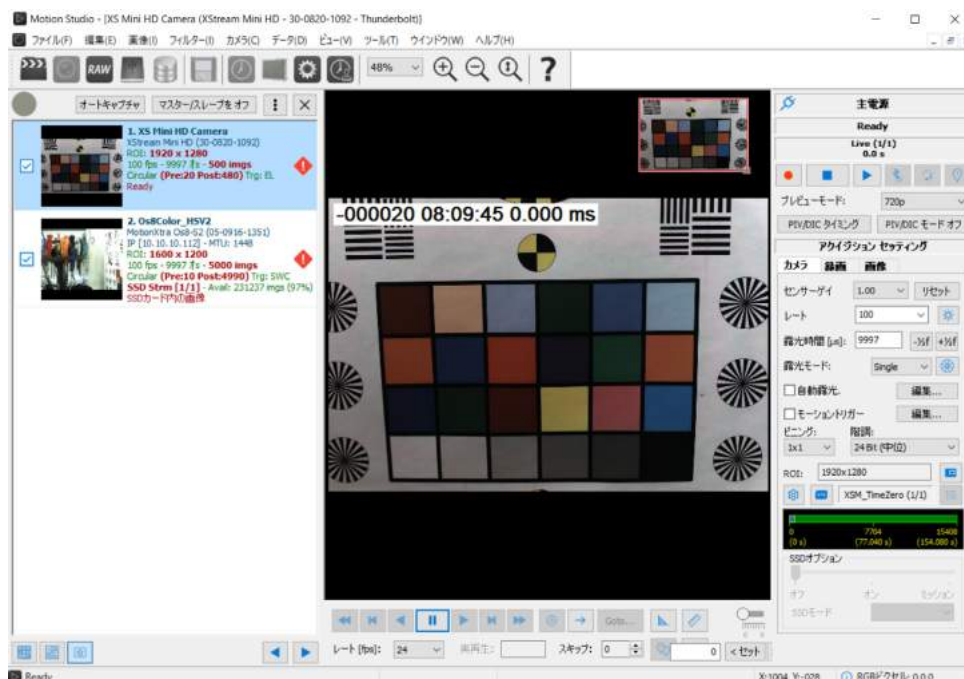 Motion Studio - [XS Mini HD Camera (XStream Mini HD - 30-0820-1092 - Thunderbolt)]
ファイル(F) 編集(E) 画像(I) フィルター(I) カメラ(C) データ(D) ビュー(V) ツール(T) ウインドウ(W) ヘルプ(H)
RAW
48%
オートキャプチャ マスター/スレーブをオフ
1. XS Mini HD Camera
XStream Mini HD (30-0820-1092)
ROI: 1920 x 1280
100 fps - 9997 おs - 500 imgs
Circular (Pre:20 Post:480) Trg: EL
Ready
2. Os8Color_HSV2
MotionXtra Os8-S2 (05-0916-1351)
IP [10.10.10.112] - MTU: 1448
ROI: 1600 x 1200
100 fps - 9997 おs - 5000 imgs
Circular (Pre:10 Post:4990) Trg: SWC
SSD Strm [1/1] - Avail: 231237 mgs (97%)
SSDカード内の画像
-000020 08:09:45 0.000 ms
主電源
Ready
Live (1/1)
0.0 s
プレビューモード: 720p
PIV/DIC タイミング PIV/DIC モード オフ
アクイジション セッティング
カメラ 録画 画像
センサーゲイ 1.00 リセット
レート 100
露光時間 [µs]: 9997 -⅓f +⅓f
露光モード: Single
自動露光. 編集...
モーショントリガー 編集...
ビニング: 階調:
1x1 24 Bit (中位)
ROI: 1920x1280
XSM_TimeZero (1/1)
0 7704 15408
(0 s) (77.040 s) (154.080 s)
SSDオプション
オフ オン セッション
SSDモード
Goto...
レート [fps]: 24 実再生: スキップ: 0 0 <セット
Ready
X:1004 Y:-028 RGBピクセル: 0,0,0